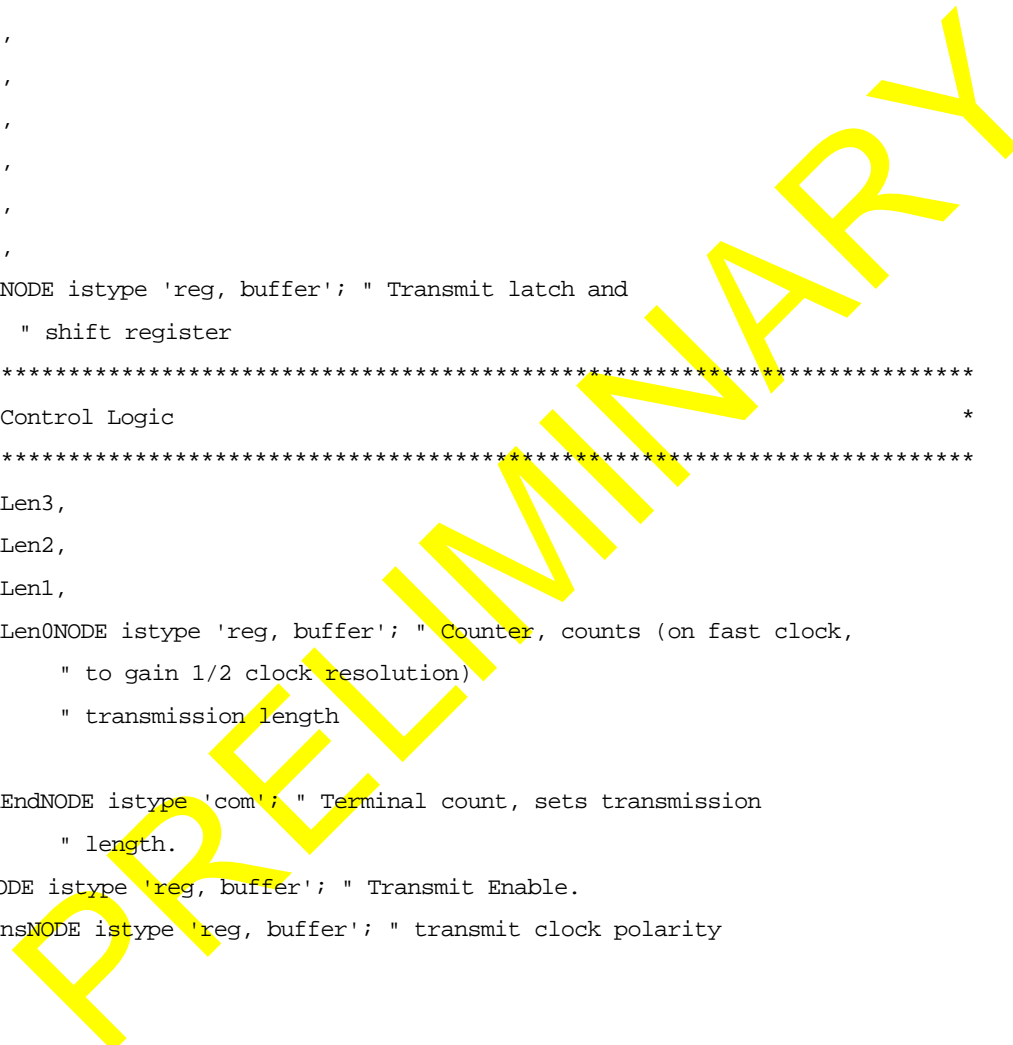 ,
,
,
,
,
,
NODE istype 'reg, buffer'; " Transmit latch and
" shift register
************************************************************************
Control Logic *
************************************************************************
Len3,
Len2,
Len1,
Len0NODE istype 'reg, buffer'; " Counter, counts (on fast clock,
" to gain 1/2 clock resolution)
" transmission length
EndNODE istype 'com'; " Terminal count, sets transmission
" length.
ODE istype 'reg, buffer'; " Transmit Enable.
nsNODE istype 'reg, buffer'; " transmit clock polarity
PRELIMINARY